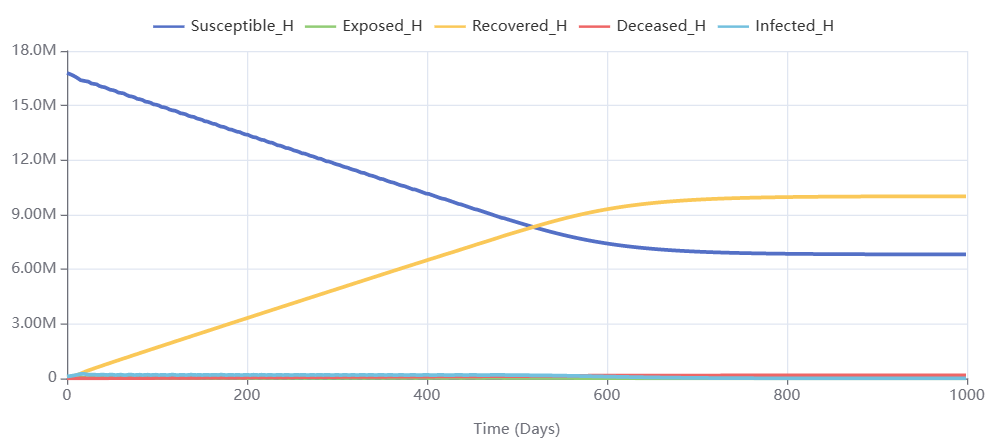 Susceptible_H Exposed_H Recovered_H Deceased_H Infected_H
18.0M
15.0M
12.0M
9.00M
6.00M
3.00M
0
0 200 400 600 800 1000
Time (Days)